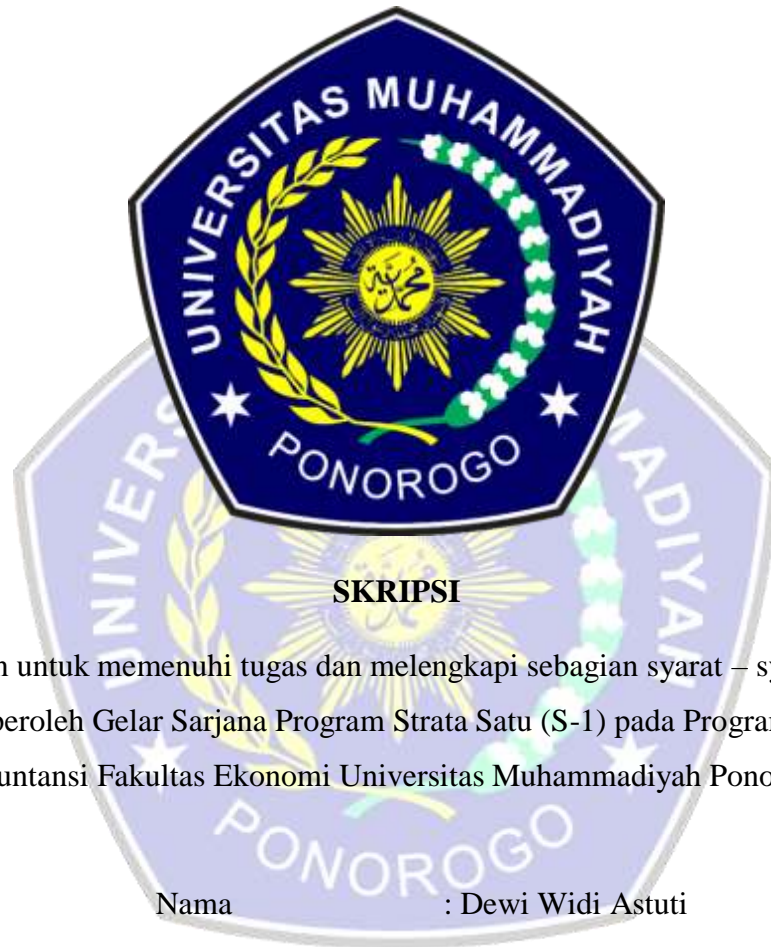 UNIVERSITAS MUHAMMADIYAH
PONOROGO
SKRIPSI
untuk memenuhi tugas dan melengkapi sebagian syarat –
Gelar Sarjana Program Strata Satu (S-1) pada
Fakultas Ekonomi Universitas Muhammadiyah
PONOROGO
Nama : Dewi Widi Astuti